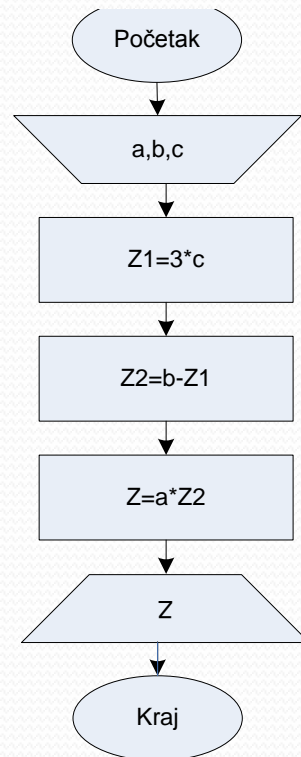 Početak
a,b,c
Z1=3*c
Z2=b-Z1
Z=a*Z2
Z
Kraj